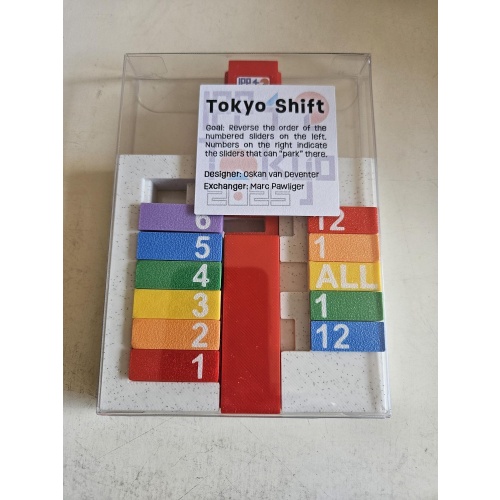 IPP42
Tokyo Shift
Goal: Reverse the order of the
numbered sliders on the left.
Numbers on the right indicate
the sliders that can "park" there.
Designer: Oskar van Deventer
Exchanger: Marc Pawliger
2025
6
5
4
3
2
1
12
1
ALL
1
12